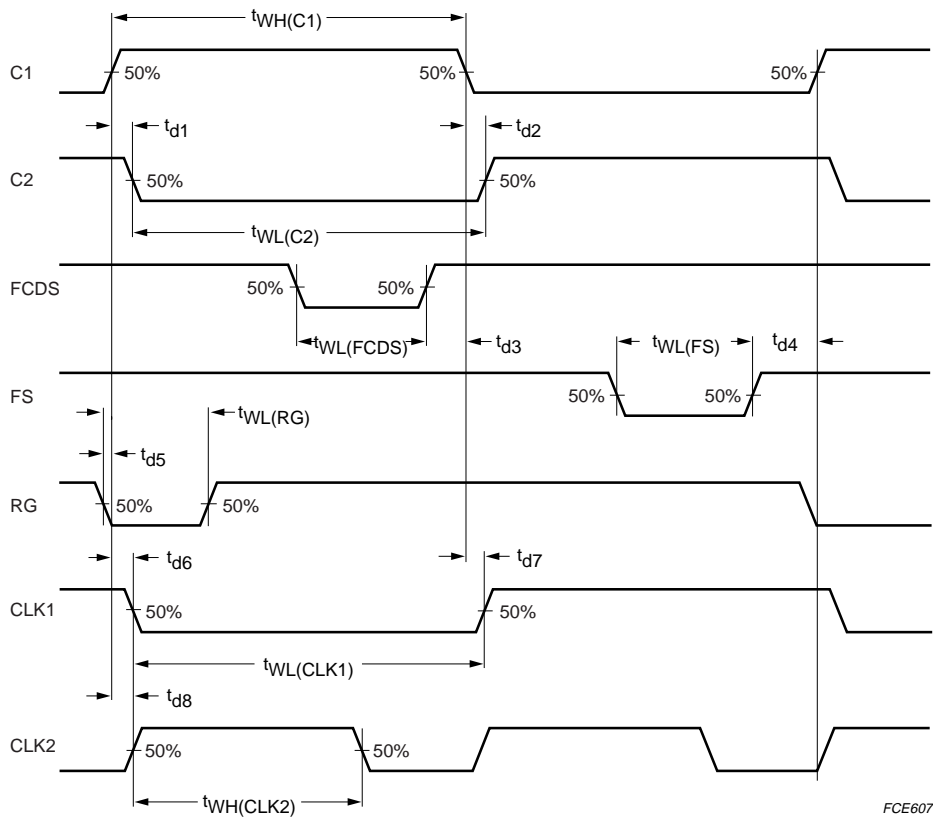 tWH(C1)
C1 50% 50% 50%
td1 td2
C2 50% 50%
tWL(C2)
FCDS 50% 50%
tWL(FCDS) td3 tWL(FS) td4
FS 50% 50%
tWL(RG)
td5
RG 50% 50%
td6 td7
CLK1 50% 50%
tWL(CLK1)
td8
CLK2 50% 50%
tWH(CLK2)
FCE607